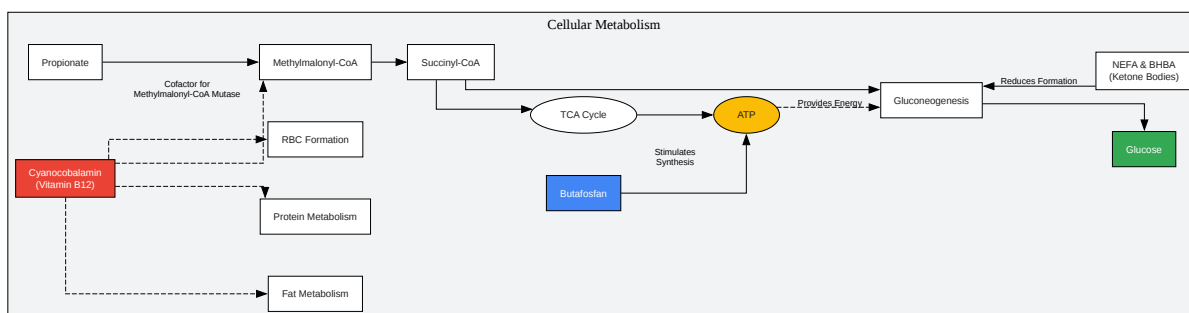 Cellular Metabolism
Propionate
Methylmalonyl-CoA
Succinyl-CoA
NEFA & BHBA
(Ketone Bodies)
Reduces Formation
Cofactor for
Methylmalonyl-CoA Mutase
Gluconeogenesis
Provides Energy
TCA Cycle
ATP
RBC Formation
Stimulates
Synthesis
Glucose
Cyanocobalamin
(Vitamin B12)
Butafosfan
Protein Metabolism
Fat Metabolism